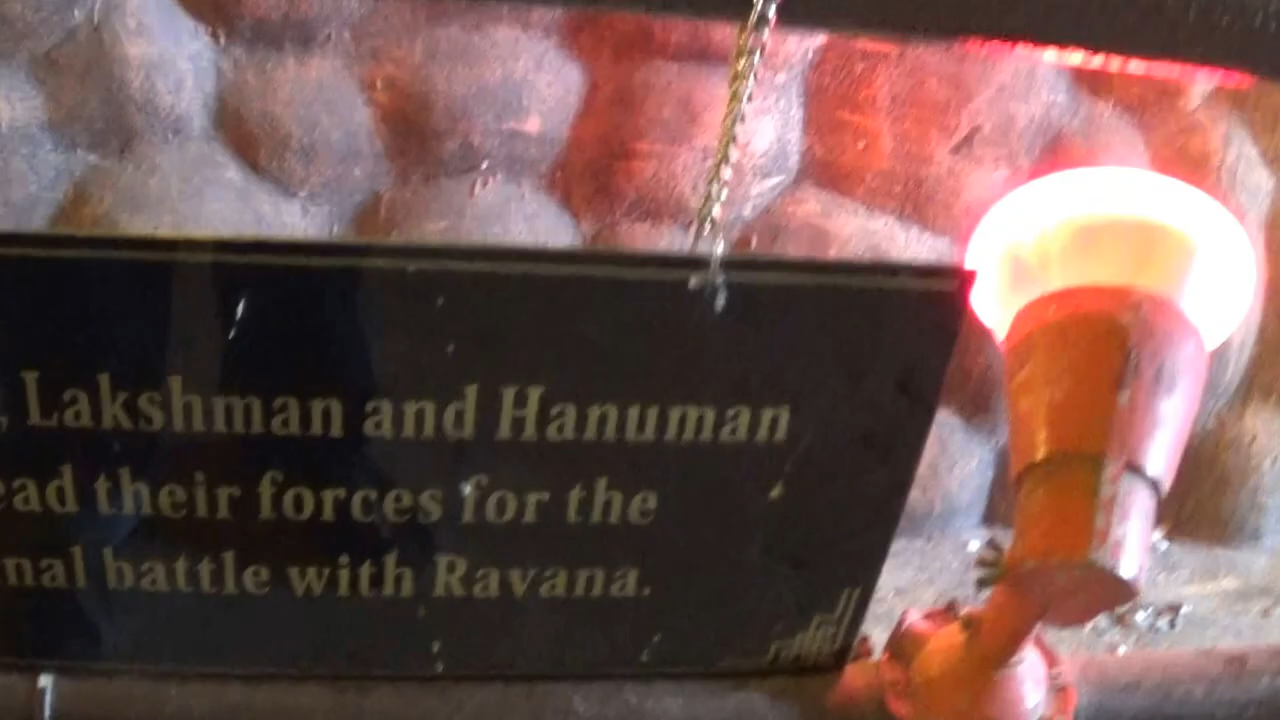 , Lakshman and Hanuman
ead their forces for the
nal battle with Ravana.